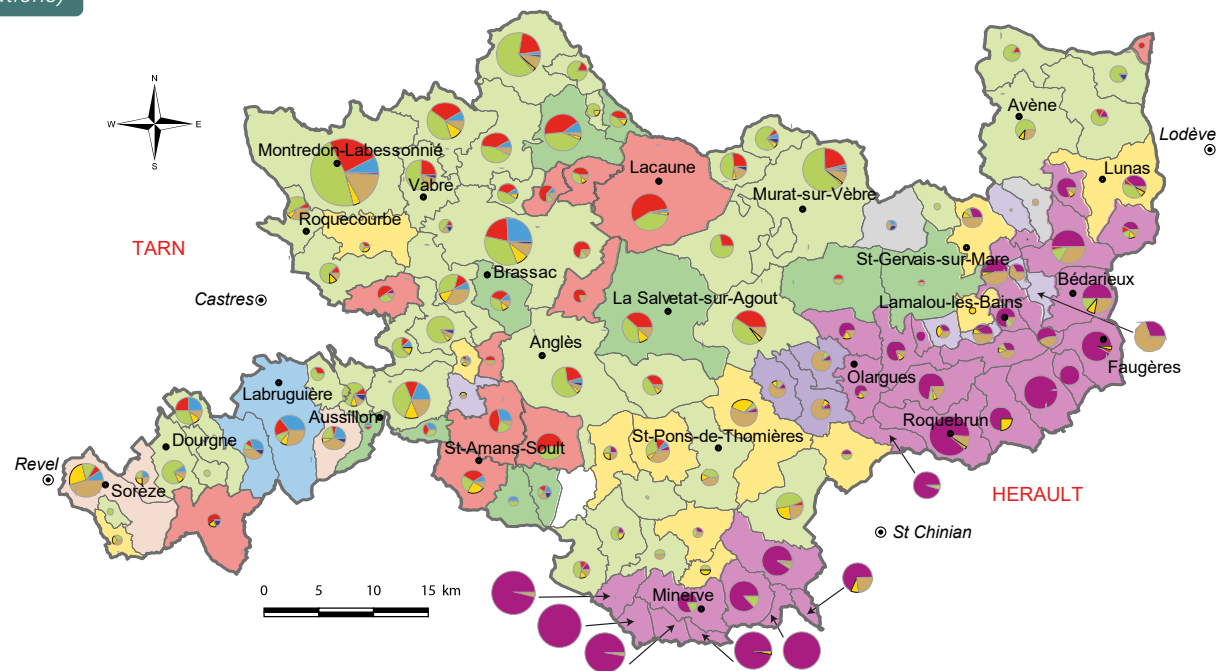 N
W E
S
Avène
Lodève
Montredon-Labessonnié
Lacaune
Lunas
Vabre
Murat-sur-Vèbre
Roquecourbe
TARN
St-Gervais-sur-Mare
Brassac
Bédarieux
Castres
La Salvetat-sur-Agout
Lamalou-les-Bains
Anglès
Olargues
Faugères
Labruguière
Aussillon
Roquebrun
Dourgne
St-Amans-Soult
St-Pons-de-Thomières
Revel
Sorèze
HERAULT
St Chinian
0 5 10 15 km
Minerve